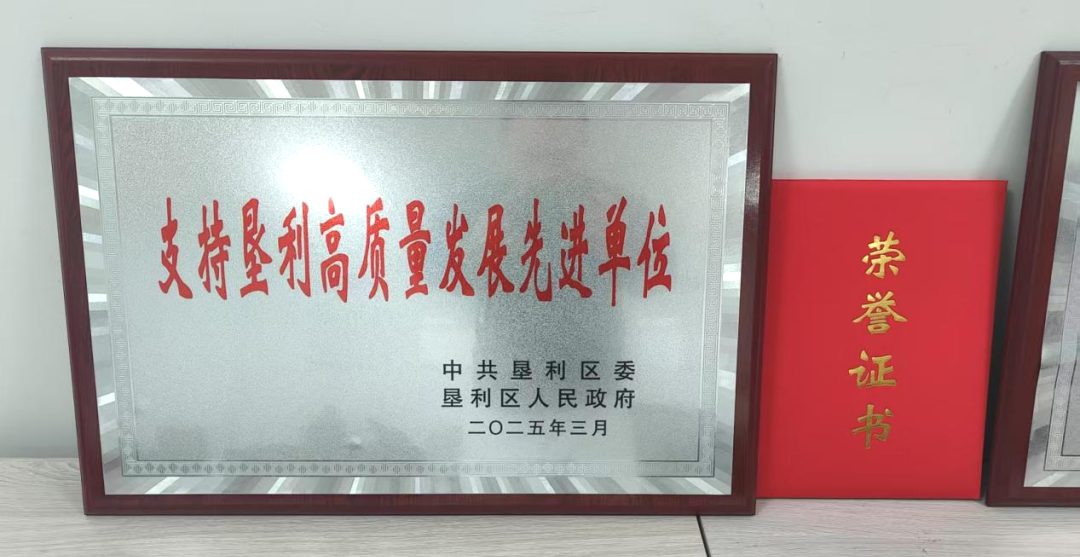 支持垦利高质量发展先进单位
中共垦利区委
垦利区人民政府
二〇二五年三月
荣誉证书